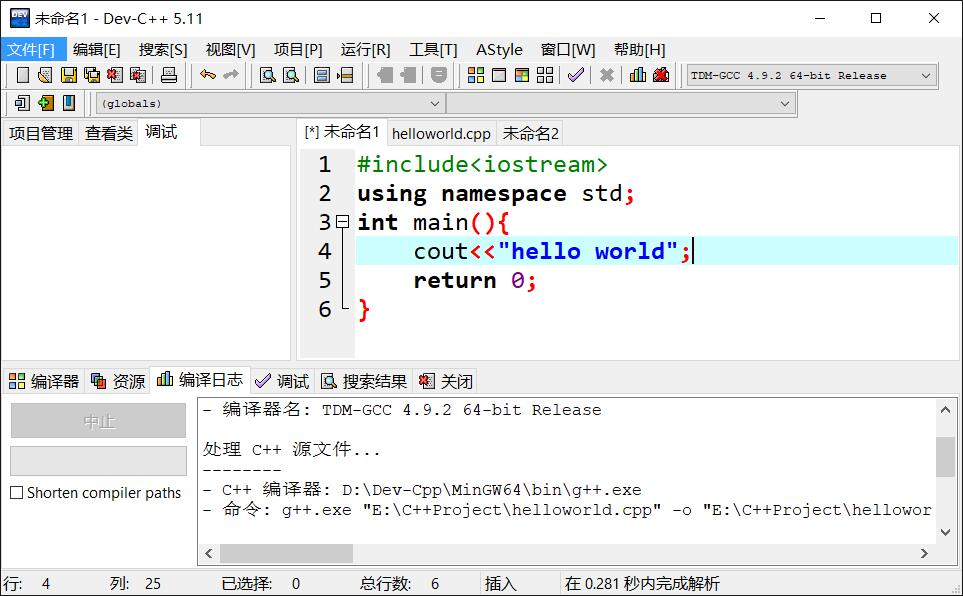 未命名1 - Dev-C++ 5.11
文件[F] 编辑[E] 搜索[S] 视图[V] 项目[P] 运行[R] 工具[T] AStyle 窗口[W] 帮助[H]
TDM-GCC 4.9.2 64-bit Release
(globals)
项目管理 查看类 调试
[*] 未命名1 helloworld.cpp 未命名2
1 #include<iostream>
2 using namespace std;
3 int main(){
4 cout<<"hello world";
5 return 0;
6 }
编译器 资源 编译日志 调试 搜索结果 关闭
中止
Shorten compiler paths
- 编译器名: TDM-GCC 4.9.2 64-bit Release
处理 C++ 源文件...
--------
- C++ 编译器: D:\Dev-Cpp\MinGW64\bin\g++.exe
- 命令: g++.exe "E:\C++Project\helloworld.cpp" -o "E:\C++Project\hellowor
行: 4 列: 25 已选择: 0 总行数: 6 插入 在 0.281 秒内完成解析